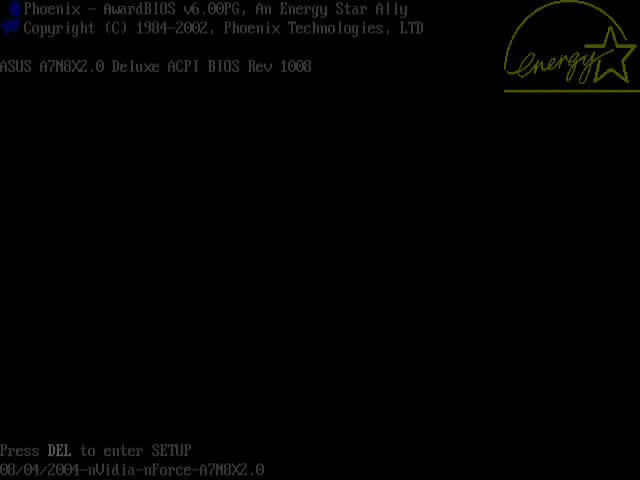 Phoenix - AwardBIOS v6.00PG, An Energy Star Ally
Copyright (C) 1984-2002, Phoenix Technologies, LTD
energy
ASUS A7N8X2.0 Deluxe ACPI BIOS Rev 1008
Press DEL to enter SETUP
08/04/2004-nVidia-nForce-A7N8X2.0